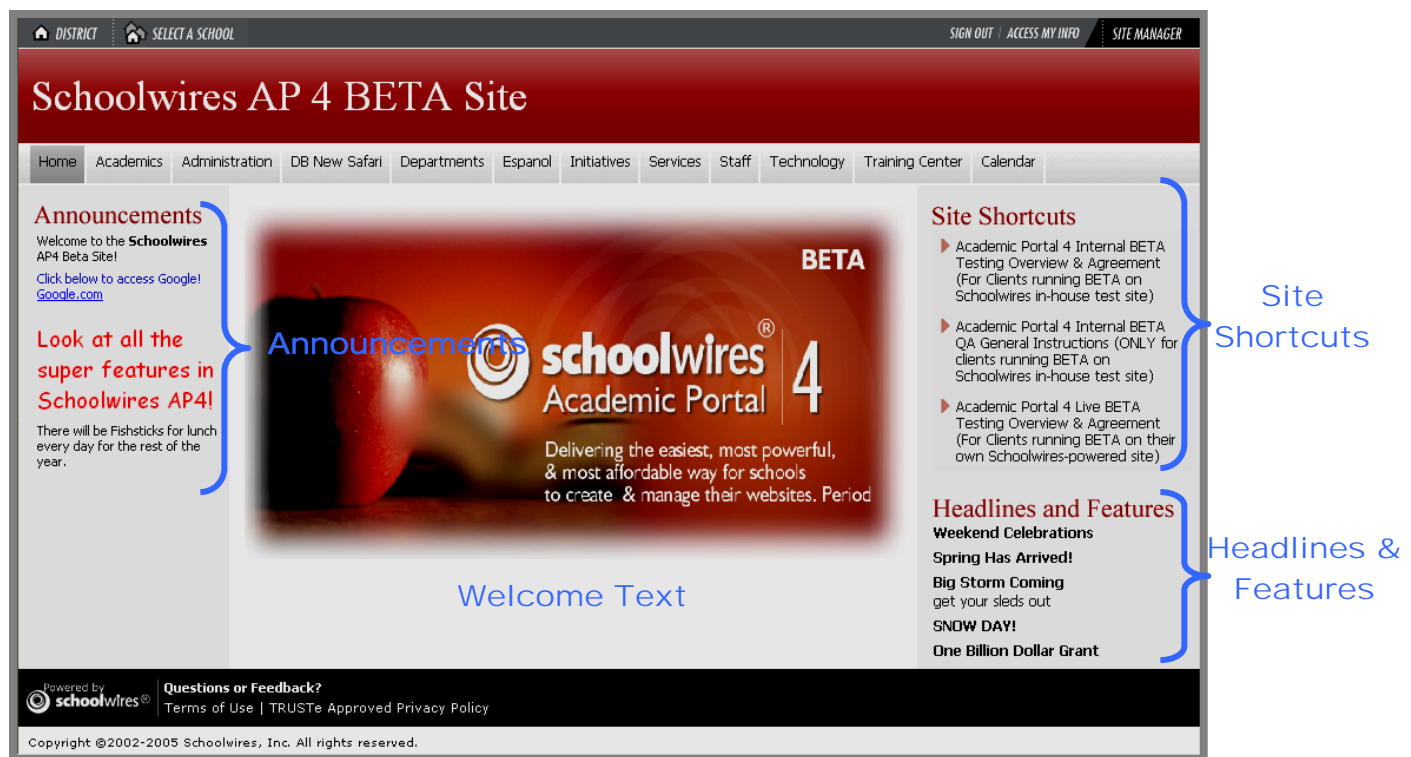 DISTRICT SELECT A SCHOOL SIGN OUT | ACCESS MY INFO SITE MANAGER
Schoolwires AP 4 BETA Site
Home Academics Administration DB New Safari Departments Espanol Initiatives Services Staff Technology Training Center Calendar
Announcements
Welcome to the Schoolwires
AP4 Beta Site!
Click below to access Google!
Google.com
Look at all the
super features in
Schoolwires AP4!
There will be Fishsticks for lunch
every day for the rest of the
year.
Announcements
BETA
schoolwires® 4
Academic Portal
Delivering the easiest, most powerful,
& most affordable way for schools
to create & manage their websites. Period
Welcome Text
Site Shortcuts
Academic Portal 4 Internal BETA
Testing Overview & Agreement
(For Clients running BETA on
Schoolwires in-house test site)
Academic Portal 4 Internal BETA
QA General Instructions (ONLY for
clients running BETA on
Schoolwires in-house test site)
Academic Portal 4 Live BETA
Testing Overview & Agreement
(For Clients running BETA on their
own Schoolwires-powered site)
Site
Shortcuts
Headlines and Features
Weekend Celebrations
Spring Has Arrived!
Big Storm Coming
get your sleds out
SNOW DAY!
One Billion Dollar Grant
Headlines &
Features
Powered by
schoolwires®
Questions or Feedback?
Terms of Use | TRUSTe Approved Privacy Policy
Copyright ©2002-2005 Schoolwires, Inc. All rights reserved.